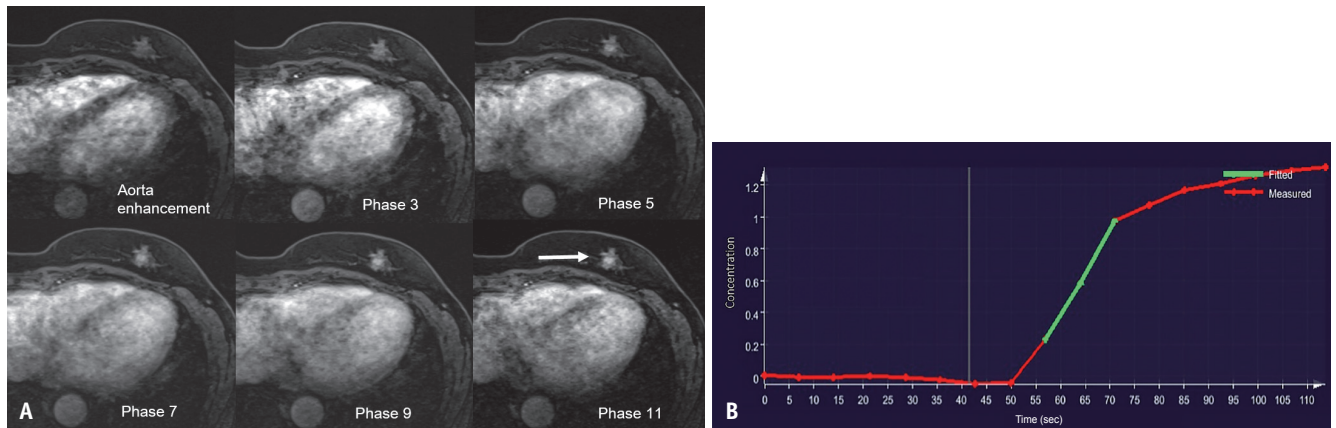 Aorta
enhancement
Phase 3
Phase 5
A
Phase 7
Phase 9
Phase 11
Concentration
1.2
1
0.8
0.6
0.4
0.2
0
0 5 10 15 20 25 30 35 40 45 50 55 60 65 70 75 80 85 90 95 100 105 110
Time (sec)
Fitted
Measured
B